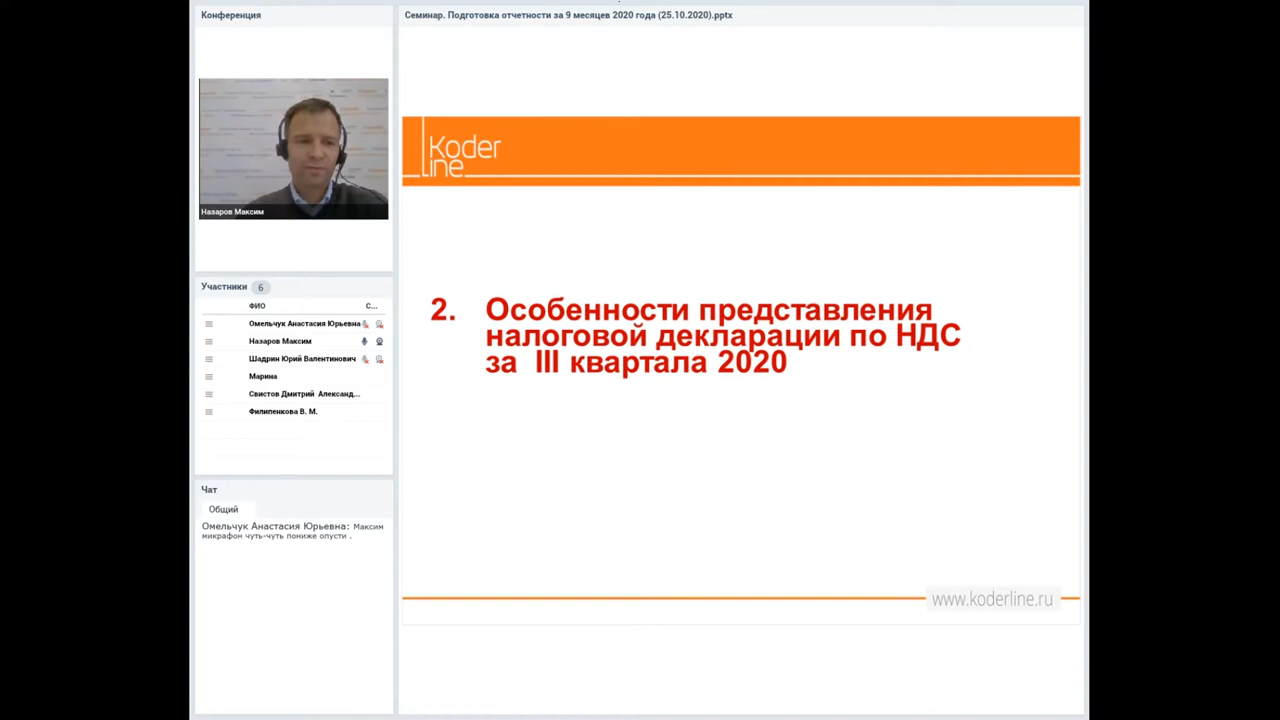 Конференция
Назаров Максим
Участники 6
ФИО С...
Омельчук Анастасия Юрьевна
Назаров Максим
Шадрин Юрий Валентинович
Марина
Свистов Дмитрий Александ...
Филипенкова В. М.
Чат
Общий
Омельчук Анастасия Юрьевна: Максим
микрофон чуть-чуть пониже опусти .
Семинар. Подготовка отчетности за 9 месяцев 2020 года (25.10.2020).pptx
Koder
line
2. Особенности представления
налоговой декларации по НДС
за III квартала 2020
www.koderline.ru